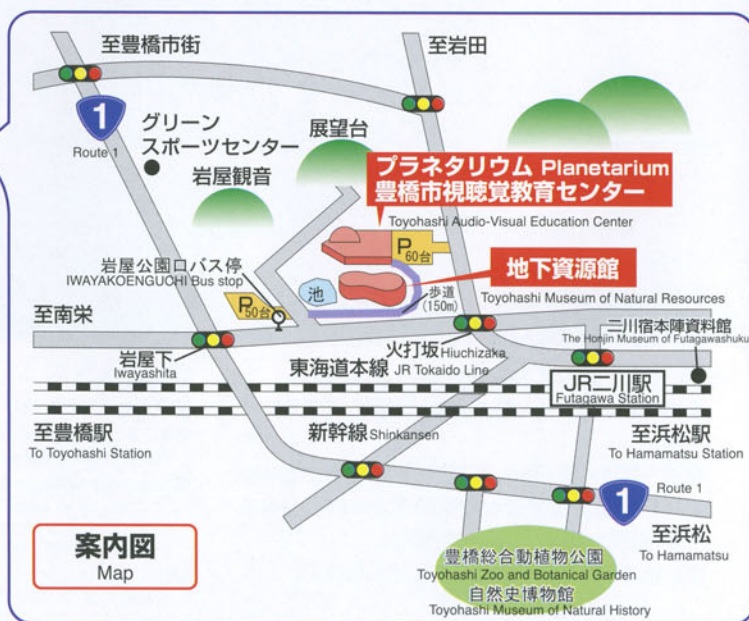 至豊橋市街
至岩田
1
Route 1
グリーン
スポーツセンター
展望台
岩屋観音
プラネタリウム Planetarium
豊橋市視聴覚教育センター
Toyohashi Audio-Visual Education Center
P
60台
地下資源館
Toyohashi Museum of Natural Resources
岩屋公園口バス停
IWAYAKOENGUCHI Bus stop
P
50台
池
歩道
(150m)
至南栄
二川宿本陣資料館
The Honjin Museum of Futagawashuku
岩屋下
Iwayashita
火打坂 Hiuchizaka
東海道本線 JR Tokaido Line
JR二川駅
Futagawa Station
至豊橋駅
To Toyohashi Station
新幹線 Shinkansen
至浜松駅
To Hamamatsu Station
1
Route 1
至浜松
To Hamamatsu
案内図
Map
豊橋総合動植物公園
Toyohashi Zoo and Botanical Garden
自然史博物館
Toyohashi Museum of Natural History